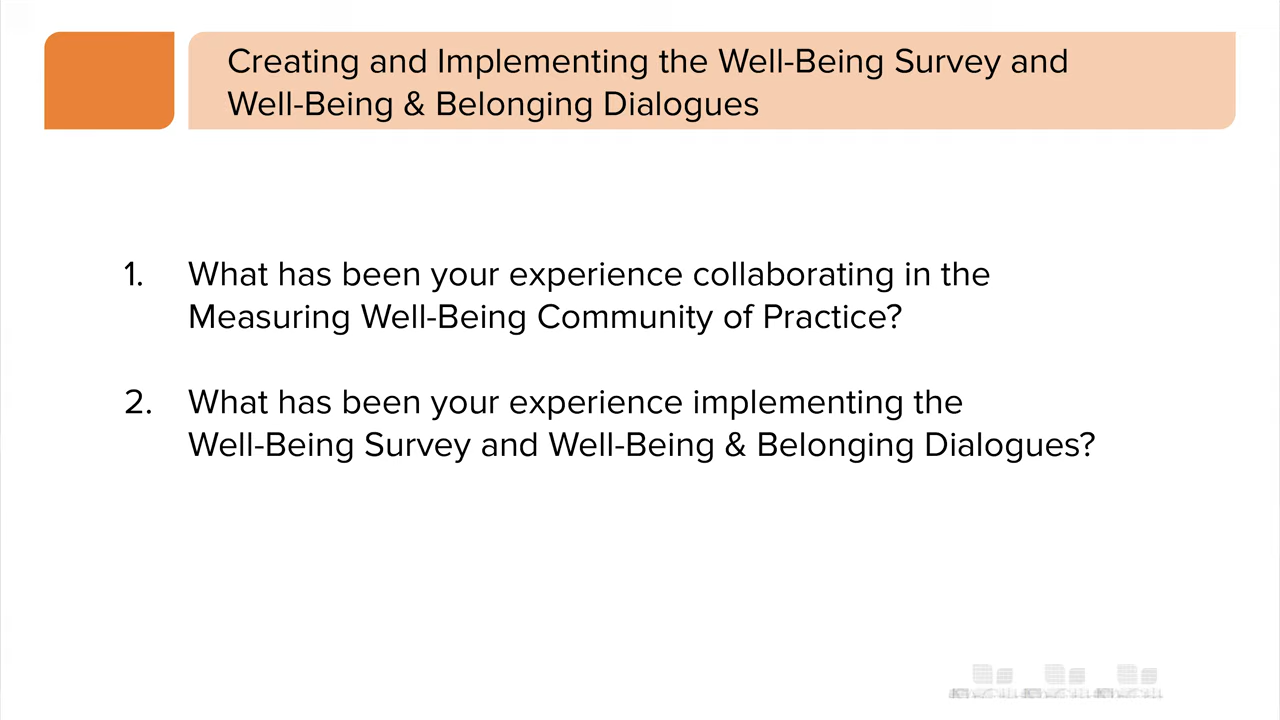 Creating and Implementing the Well-Being Survey and
Well-Being & Belonging Dialogues
1. What has been your experience collaborating in the
Measuring Well-Being Community of Practice?
2. What has been your experience implementing the
Well-Being Survey and Well-Being & Belonging Dialogues?